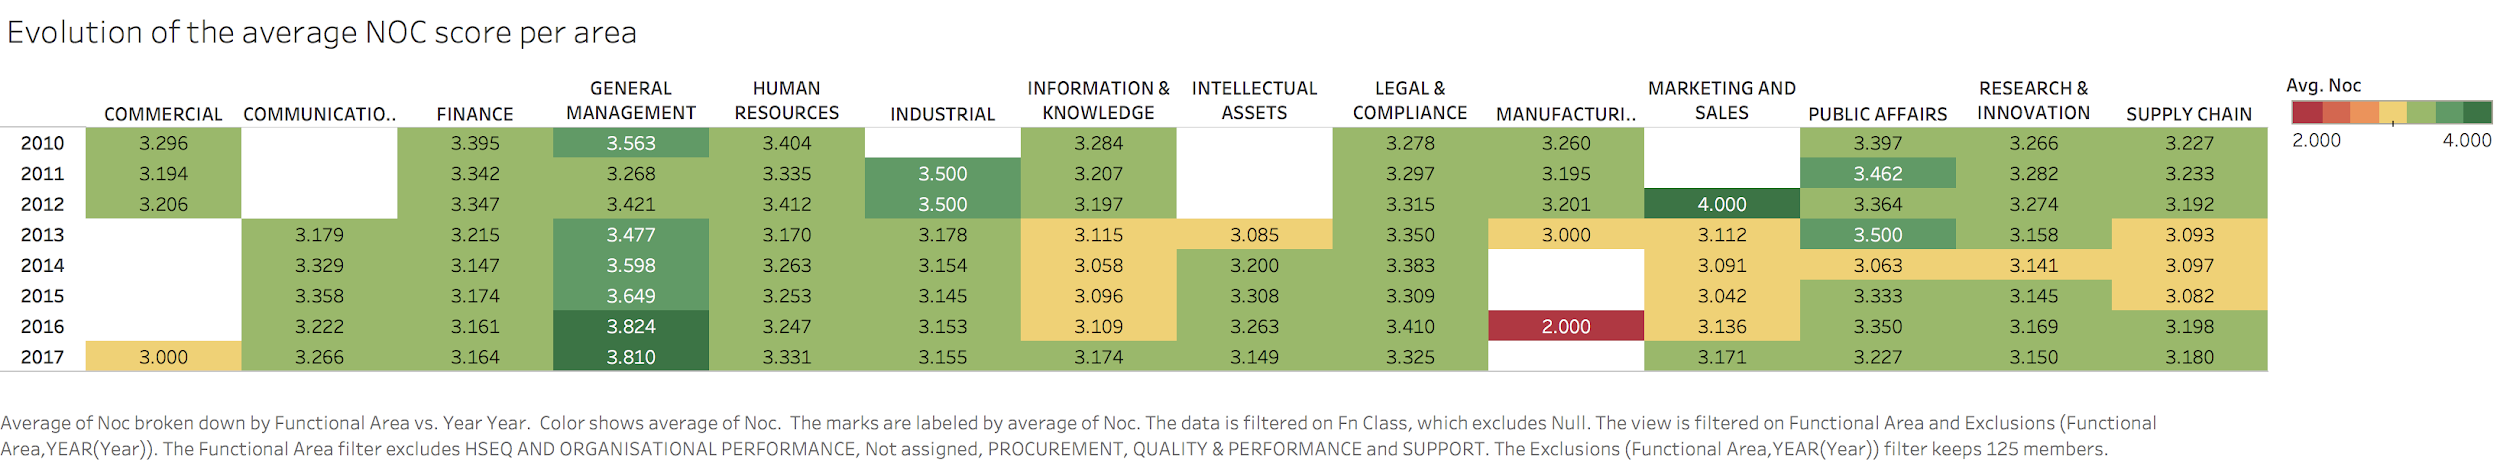 Evolution of the average NOC score per area
COMMERCIAL COMMUNICATIO.. FINANCE GENERAL MANAGEMENT HUMAN RESOURCES INDUSTRIAL INFORMATION & KNOWLEDGE INTELLECTUAL ASSETS LEGAL & COMPLIANCE MANUFACTURI.. MARKETING AND SALES PUBLIC AFFAIRS RESEARCH & INNOVATION SUPPLY CHAIN
2010 3.296 3.395 3.563 3.404 3.284 3.278 3.260 3.397 3.266 3.227
2011 3.194 3.342 3.268 3.335 3.500 3.207 3.297 3.195 3.462 3.282 3.233
2012 3.206 3.347 3.421 3.412 3.500 3.197 3.315 3.201 4.000 3.364 3.274 3.192
2013 3.179 3.215 3.477 3.170 3.178 3.115 3.085 3.350 3.000 3.112 3.500 3.158 3.093
2014 3.329 3.147 3.598 3.263 3.154 3.058 3.200 3.383 3.091 3.063 3.141 3.097
2015 3.358 3.174 3.649 3.253 3.145 3.096 3.308 3.309 3.042 3.333 3.145 3.082
2016 3.222 3.161 3.824 3.247 3.153 3.109 3.263 3.410 2.000 3.136 3.350 3.169 3.198
2017 3.000 3.266 3.164 3.810 3.331 3.155 3.174 3.149 3.325 3.171 3.227 3.150 3.180
Avg. Noc
2.000 4.000
Average of Noc broken down by Functional Area vs. Year Year.  Color shows average of Noc.  The marks are labeled by average of Noc. The data is filtered on Fn Class, which excludes Null. The view is filtered on Functional Area and Exclusions (Functional
Area,YEAR(Year)). The Functional Area filter excludes HSEQ AND ORGANISATIONAL PERFORMANCE, Not assigned, PROCUREMENT, QUALITY & PERFORMANCE and SUPPORT. The Exclusions (Functional Area,YEAR(Year)) filter keeps 125 members.